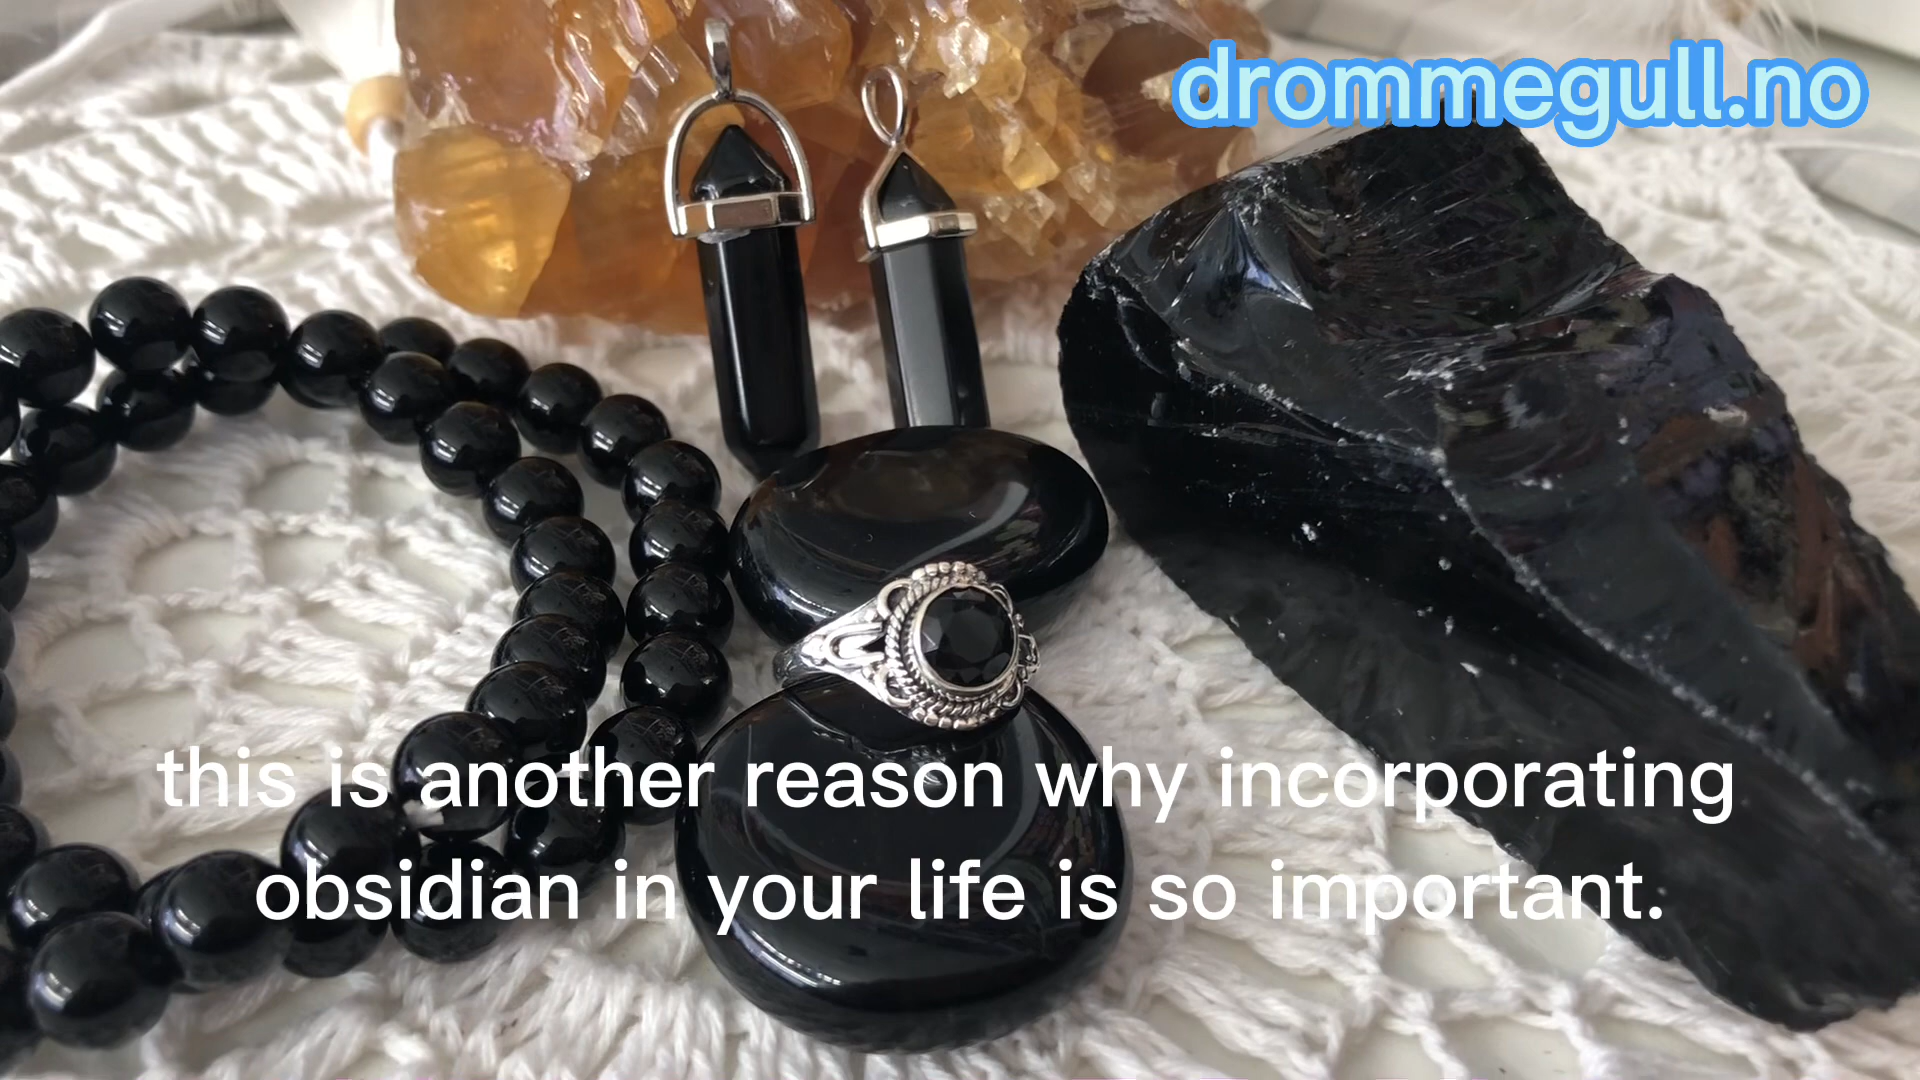 drommegull.no
this is another reason why incorporating
obsidian in your life is so important.